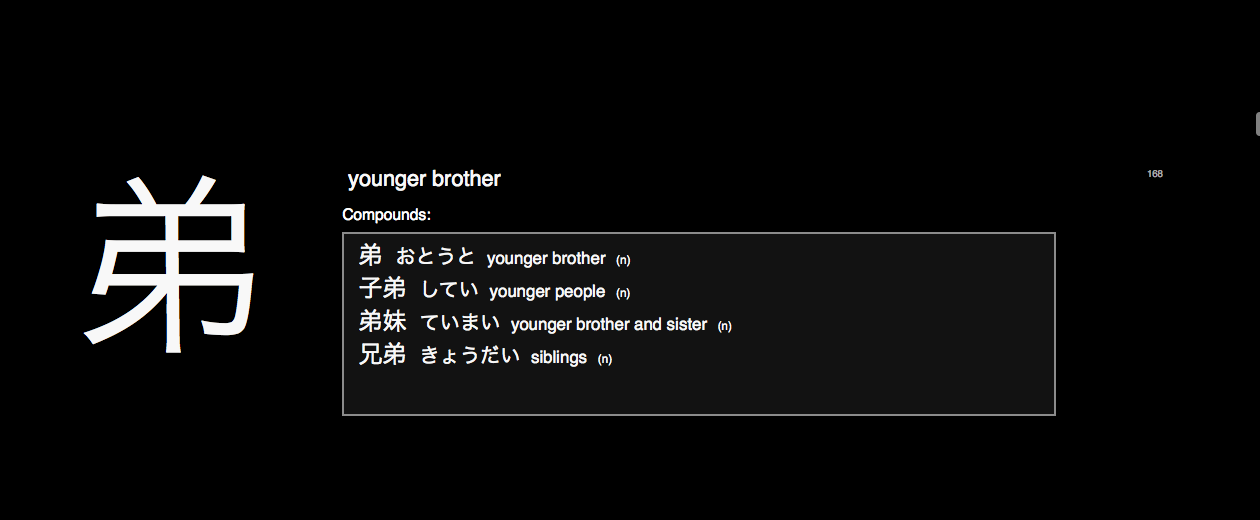 弟
younger brother
168
Compounds:
弟 おとうと younger brother (n)
子弟 してい younger people (n)
弟妹 ていまい younger brother and sister (n)
兄弟 きょうだい siblings (n)